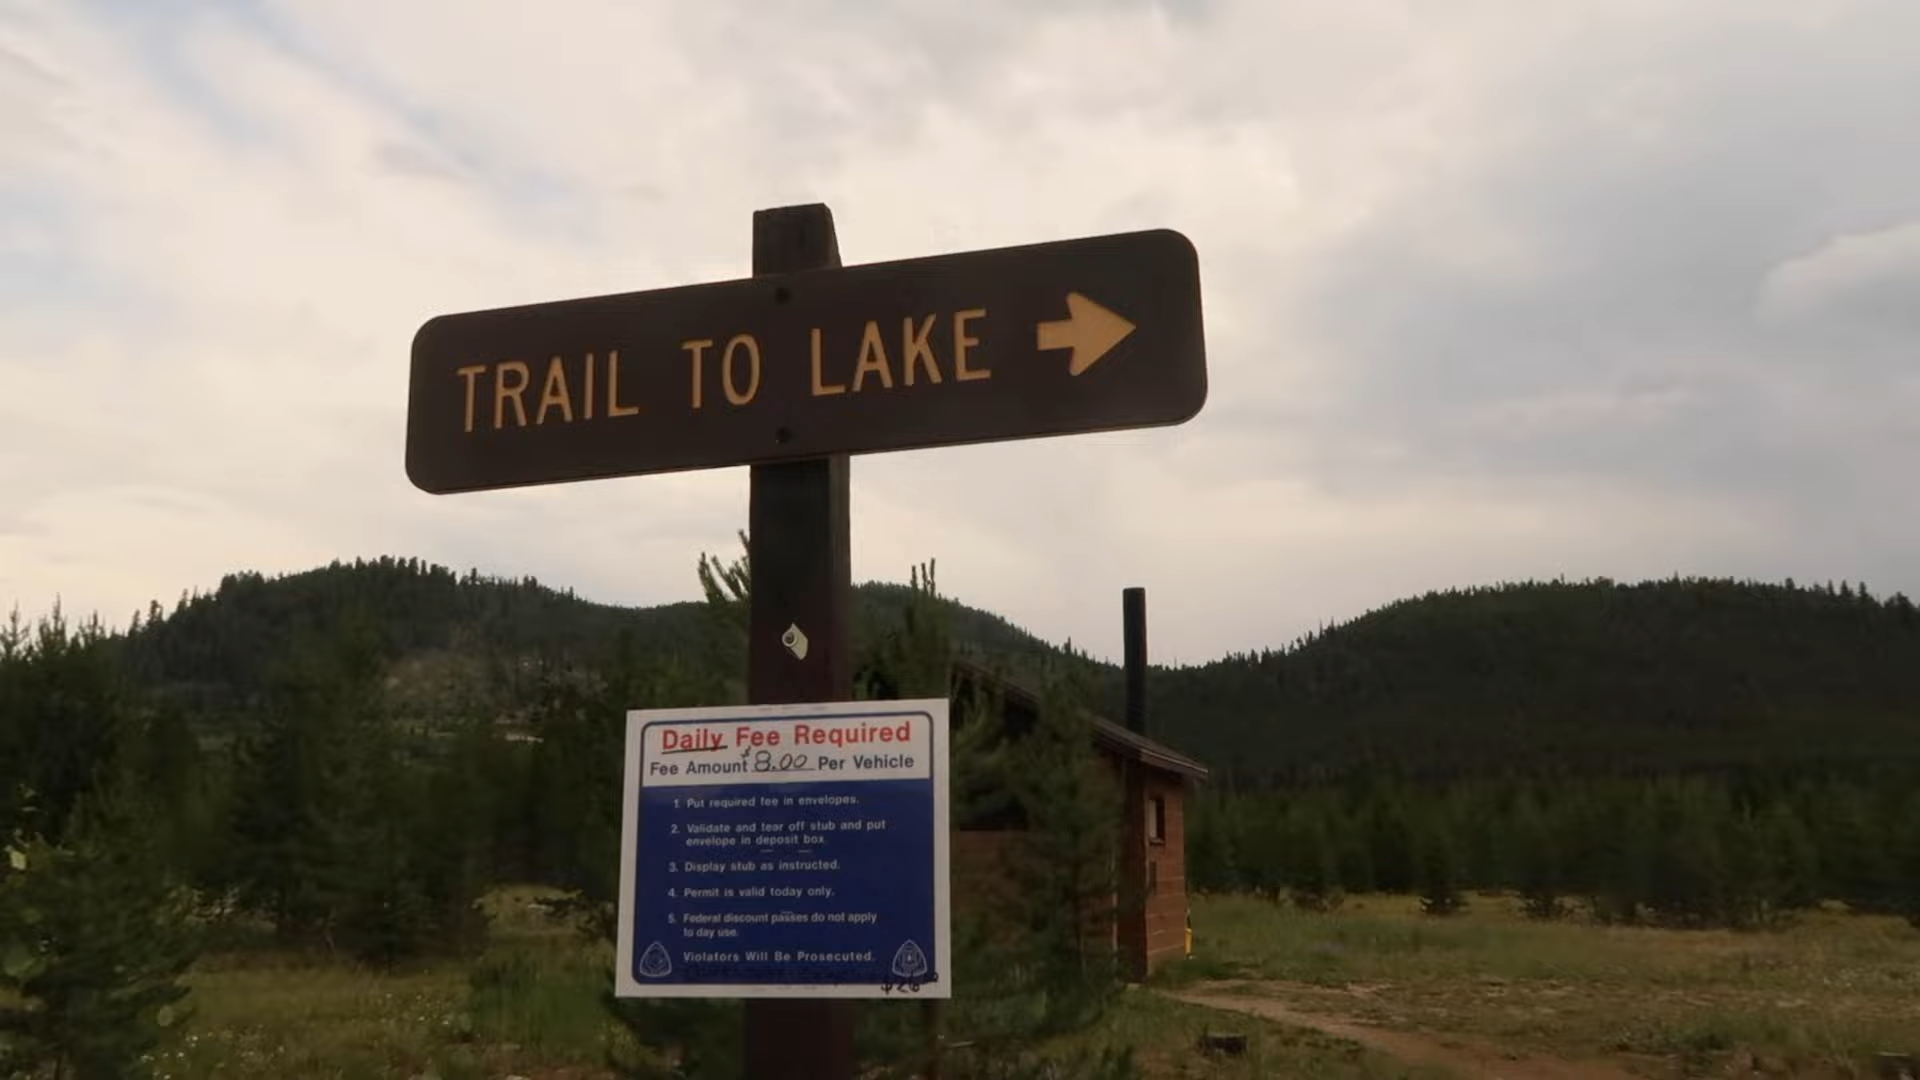 TRAIL TO LAKE
Daily Fee Required
Fee Amount $8.00 Per Vehicle
1. Put required fee in envelopes.
2. Validate and tear off stub and put
envelope in deposit box.
3. Display stub as instructed.
4. Permit is valid today only.
5. Federal discount passes do not apply
to day use.
Violators Will Be Prosecuted.